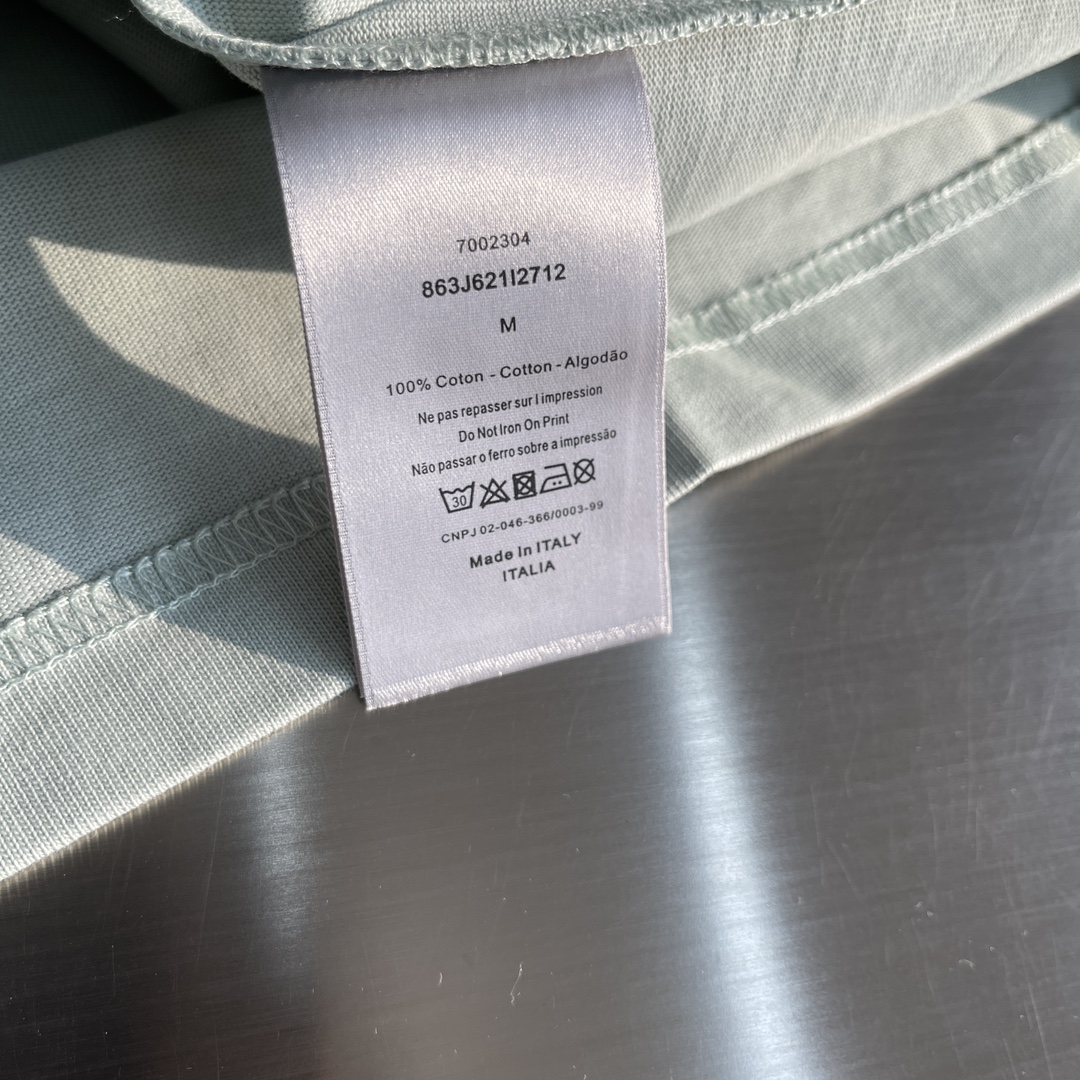 7002304
863J621I2712
M
100% Coton - Cotton - Algodão
Ne pas repasser sur l impression
Do Not Iron On Print
Não passar o ferro sobre a impressão
30
CNPJ 02-046-366/0003-99
Made In ITALY
ITALIA